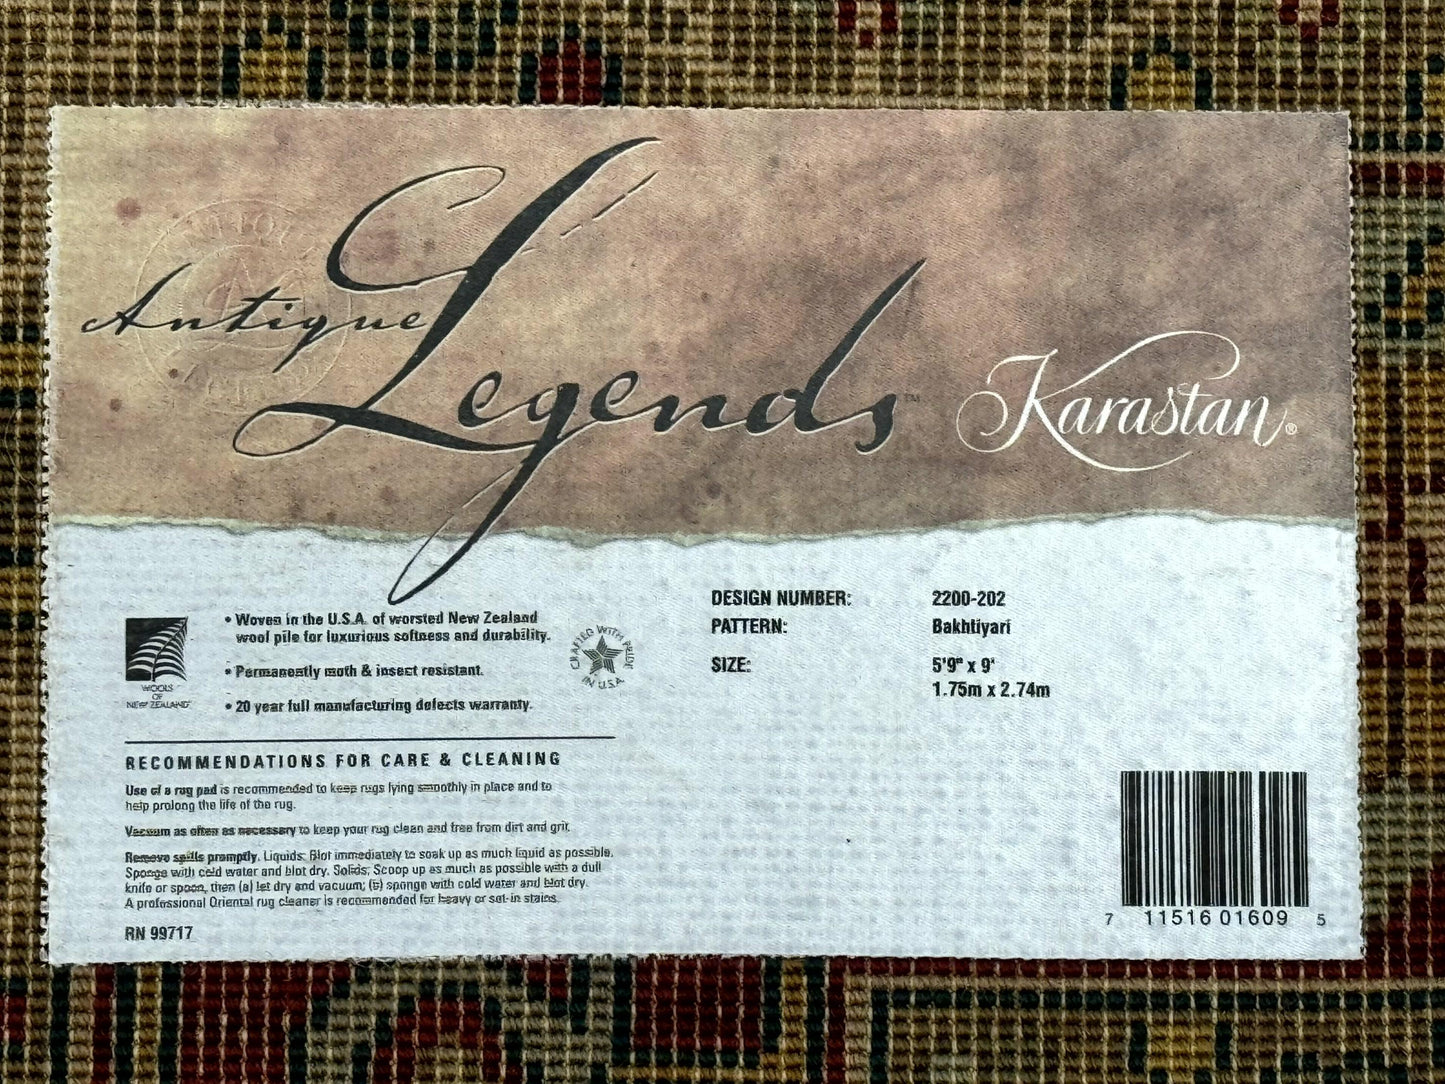 Antique
Legends™
Karastan®
• Woven in the U.S.A. of worsted New Zealand
wool pile for luxurious softness and durability.
• Permanently moth & insect resistant.
• 20 year full manufacturing defects warranty.
WOOLS
OF
NEW ZEALAND
CRAFTED WITH PRIDE
IN U.S.A.
RECOMMENDATIONS FOR CARE & CLEANING
Use of a rug pad is recommended to keep rugs lying smoothly in place and to
help prolong the life of the rug.
Vacuum as often as necessary to keep your rug clean and free from dirt and grit.
Remove spills promptly. Liquids: Blot immediately to soak up as much liquid as possible.
Sponge with cold water and blot dry. Solids: Scoop up as much as possible with a dull
knife or spoon, then (a) let dry and vacuum; (b) sponge with cold water and blot dry.
A professional Oriental rug cleaner is recommended for heavy or set-in stains.
RN 99717
DESIGN NUMBER: 2200-202
PATTERN: Bakhtiyari
SIZE: 5'9" x 9'
1.75m x 2.74m
7 11516 01609 5